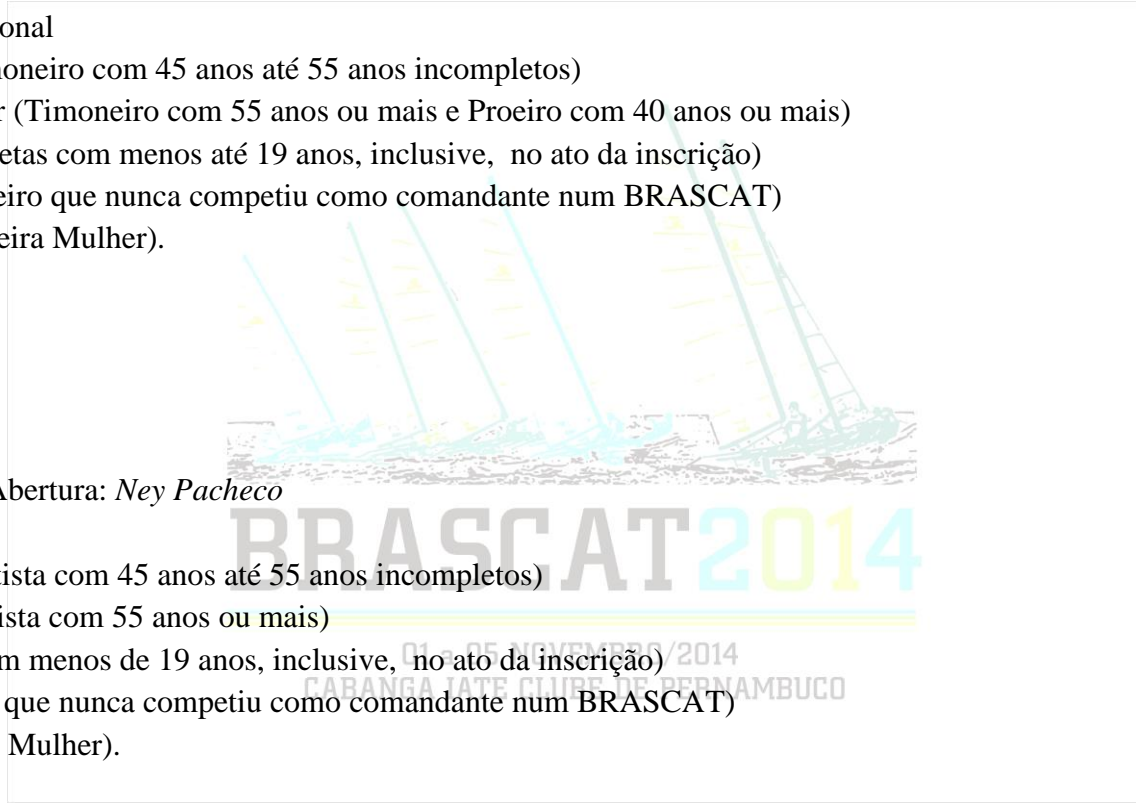 onal
oneiro com 45 anos até 55 anos incompletos)
(Timoneiro com 55 anos ou mais e Proeiro com 40 anos ou mais)
etas com menos até 19 anos, inclusive, no ato da inscrição)
eiro que nunca competiu como comandante num BRASCAT)
eira Mulher).
Abertura: Ney Pacheco
BRASCAT2014
ista com 45 anos até 55 anos incompletos)
ista com 55 anos ou mais)
m menos de 19 anos, inclusive, no ato da inscrição)
01 a 05 NOVEMBRO/2014
que nunca competiu como comandante num BRASCAT)
CABANGA IATE CLUBE DE PERNAMBUCO
Mulher).